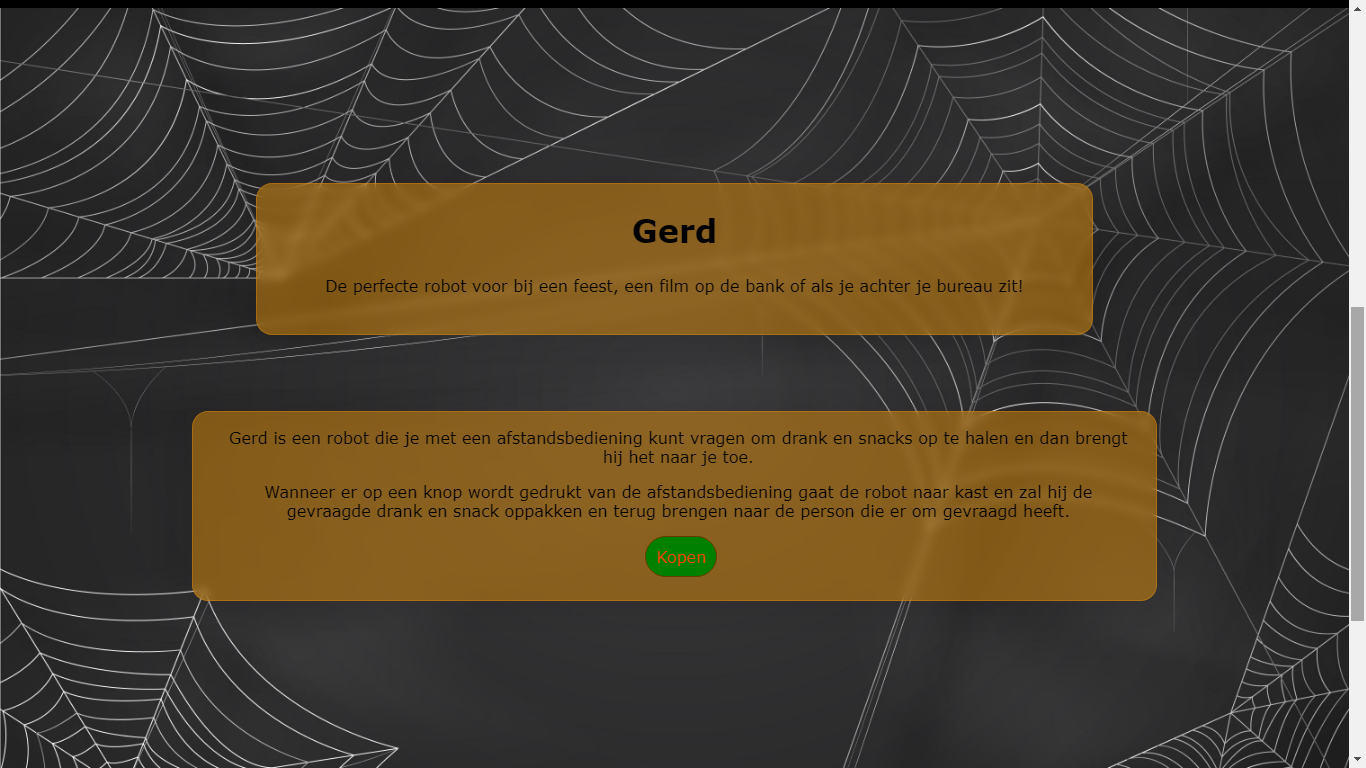 Gerd
De perfecte robot voor bij een feest, een film op de bank of als je achter je bureau zit!
Gerd is een robot die je met een afstandsbediening kunt vragen om drank en snacks op te halen en dan brengt
hij het naar je toe.
Wanneer er op een knop wordt gedrukt van de afstandsbediening gaat de robot naar kast en zal hij de
gevraagde drank en snack oppakken en terug brengen naar de person die er om gevraagd heeft.
Kopen